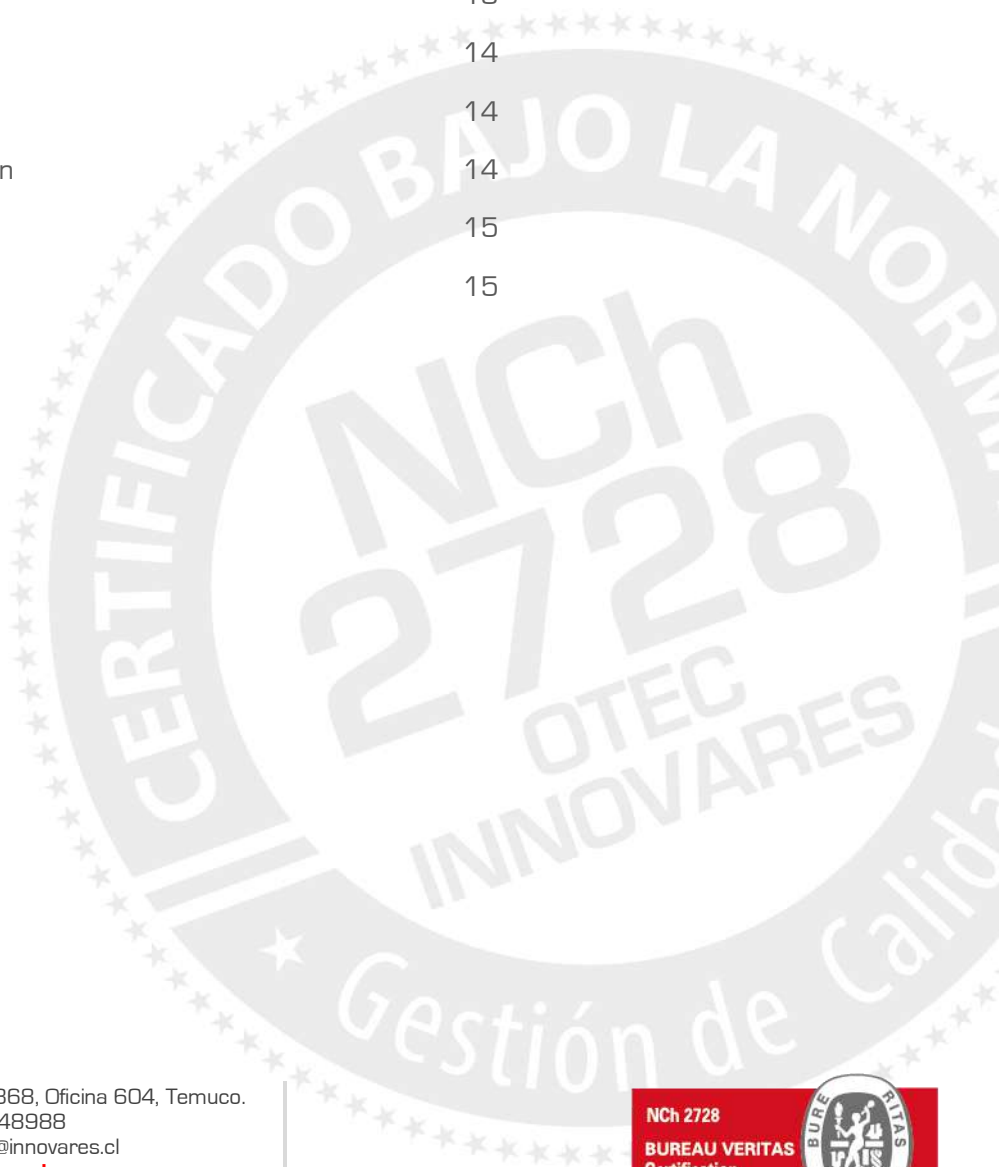 14
14
n
14
15
15
CERTIFICADO BAJO LA NORMA
NCh
2728
OTEC
INNOVARES
Gestión de Calidad
368, Oficina 604, Temuco.
48988
@innovares.cl
NCh 2728
BUREAU VERITAS
Certification